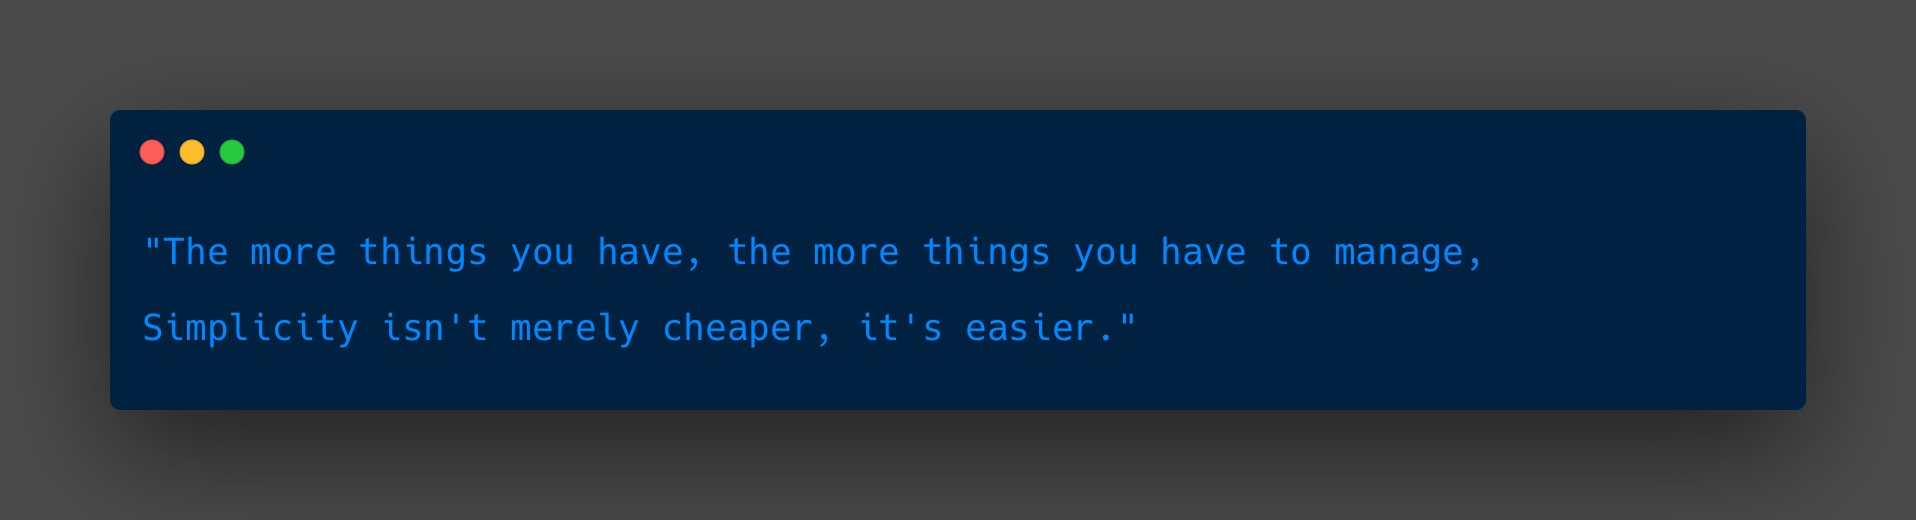 "The more things you have, the more things you have to manage,
Simplicity isn't merely cheaper, it's easier."